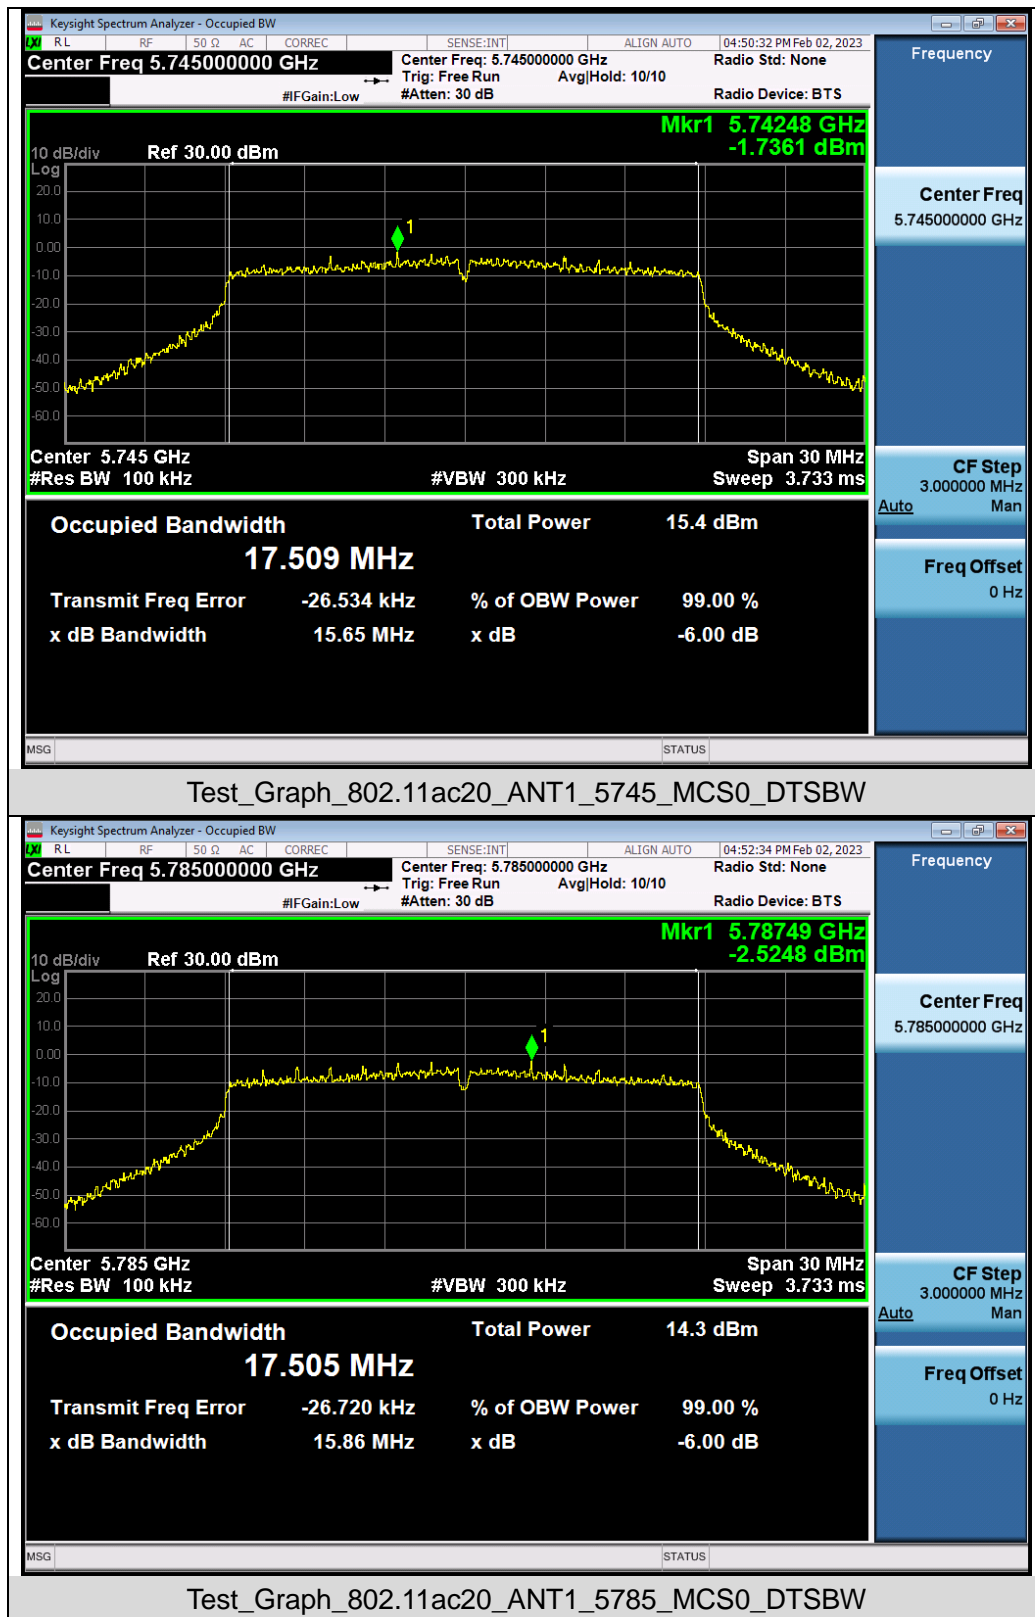 Keysight Spectrum Analyzer - Occupied BW
LXI RL RF 50 Ω AC CORREC SENSE:INT ALIGN AUTO 04:50:32 PM Feb 02, 2023
Center Freq 5.745000000 GHz Center Freq: 5.745000000 GHz Radio Std: None
Trig: Free Run Avg|Hold: 10/10
#IFGain:Low #Atten: 30 dB Radio Device: BTS
Frequency
Mkr1 5.74248 GHz
-1.7361 dBm
10 dB/div Ref 30.00 dBm
Log
20.0
10.0
0.00
-10.0
-20.0
-30.0
-40.0
-50.0
-60.0
1
Center Freq
5.745000000 GHz
Center 5.745 GHz Span 30 MHz
#Res BW 100 kHz #VBW 300 kHz Sweep 3.733 ms
CF Step
3.000000 MHz
Auto Man
Occupied Bandwidth Total Power 15.4 dBm
17.509 MHz
Transmit Freq Error -26.534 kHz % of OBW Power 99.00 %
x dB Bandwidth 15.65 MHz x dB -6.00 dB
Freq Offset
0 Hz
MSG STATUS
Test_Graph_802.11ac20_ANT1_5745_MCS0_DTSBW
Keysight Spectrum Analyzer - Occupied BW
LXI RL RF 50 Ω AC CORREC SENSE:INT ALIGN AUTO 04:52:34 PM Feb 02, 2023
Center Freq 5.785000000 GHz Center Freq: 5.785000000 GHz Radio Std: None
Trig: Free Run Avg|Hold: 10/10
#IFGain:Low #Atten: 30 dB Radio Device: BTS
Frequency
Mkr1 5.78749 GHz
-2.5248 dBm
10 dB/div Ref 30.00 dBm
Log
20.0
10.0
0.00
-10.0
-20.0
-30.0
-40.0
-50.0
-60.0
1
Center Freq
5.785000000 GHz
Center 5.785 GHz Span 30 MHz
#Res BW 100 kHz #VBW 300 kHz Sweep 3.733 ms
CF Step
3.000000 MHz
Auto Man
Occupied Bandwidth Total Power 14.3 dBm
17.505 MHz
Transmit Freq Error -26.720 kHz % of OBW Power 99.00 %
x dB Bandwidth 15.86 MHz x dB -6.00 dB
Freq Offset
0 Hz
MSG STATUS
Test_Graph_802.11ac20_ANT1_5785_MCS0_DTSBW